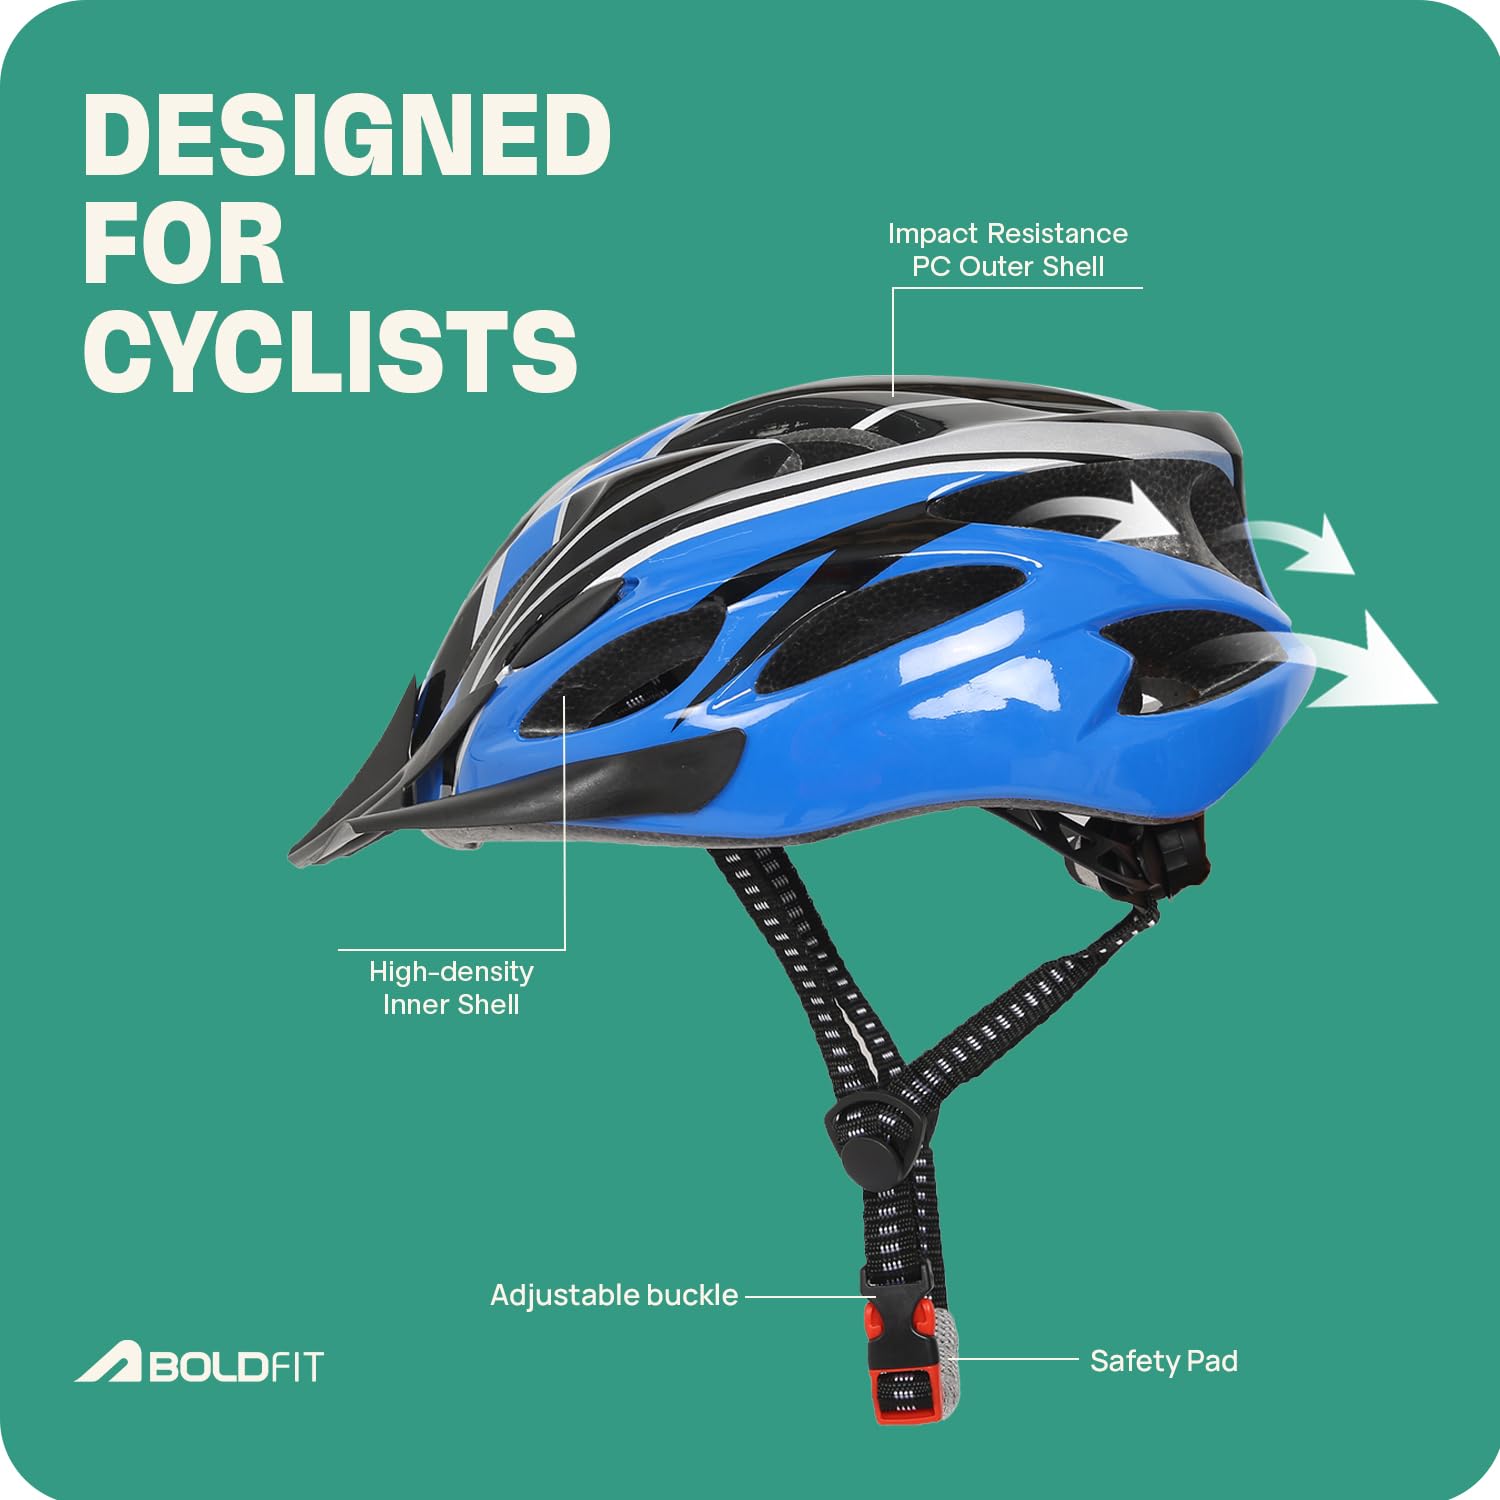 DESIGNED
FOR
CYCLISTS
Impact Resistance
PC Outer Shell
High-density
Inner Shell
Adjustable buckle
Safety Pad
BOLDFIT